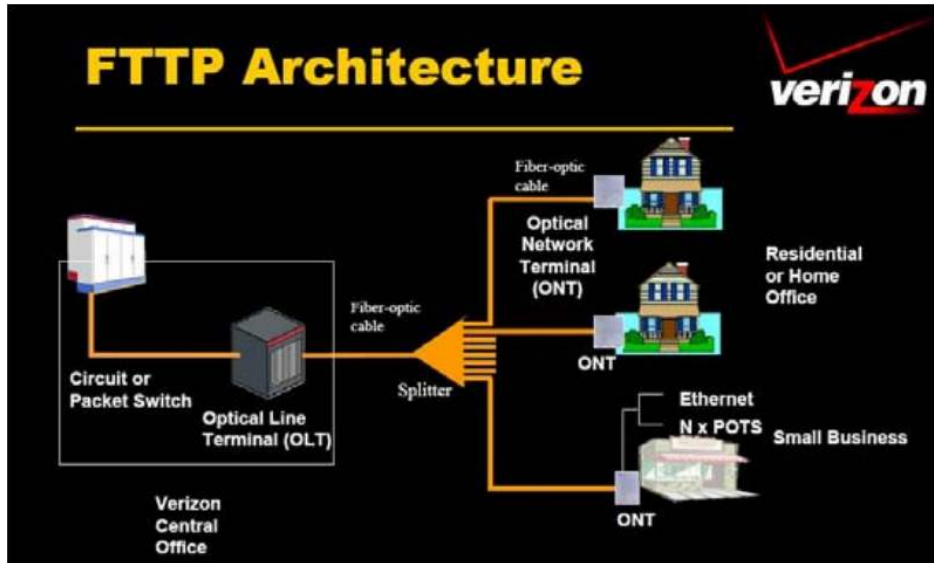 FTTP Architecture
verizon
Fiber-optic
cable
Optical
Network
Terminal
(ONT)
Residential
or Home
Office
Fiber-optic
cable
ONT
Circuit or
Packet Switch
Splitter
Optical Line
Terminal (OLT)
Ethernet
N x POTS
Small Business
ONT
Verizon
Central
Office